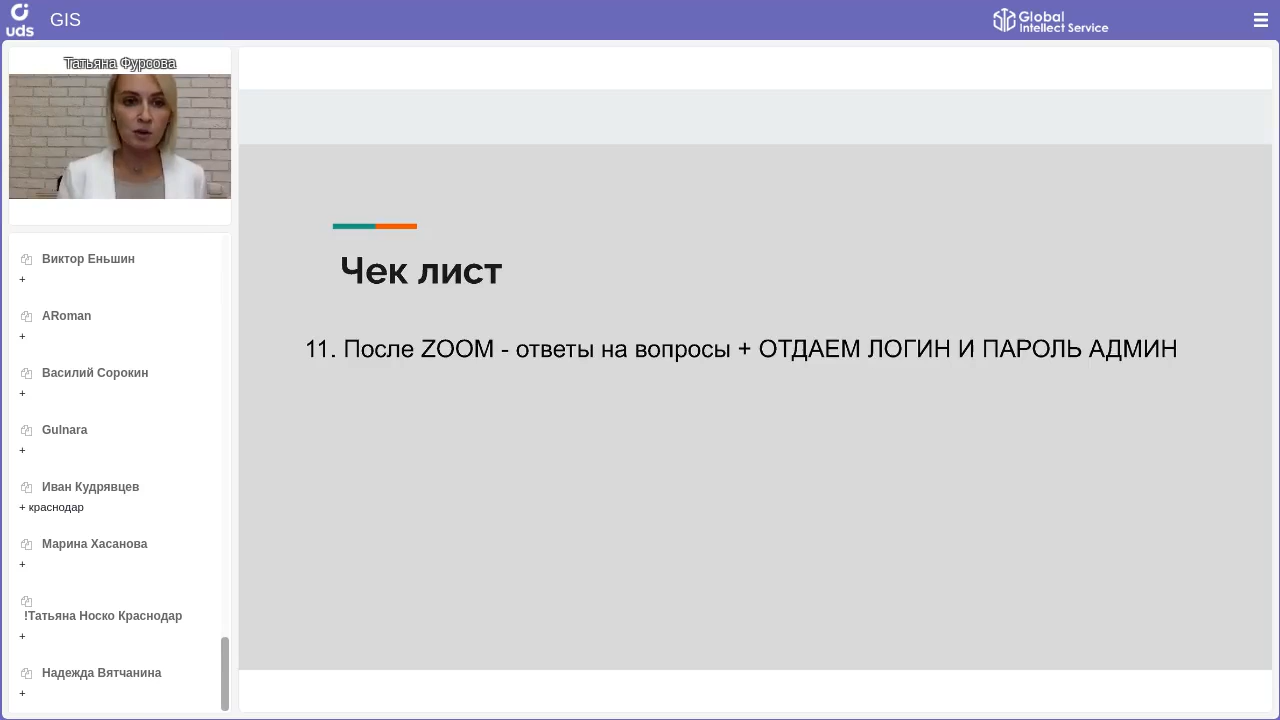 uds
GIS
Global
Intellect Service
Татьяна Фурсова
Виктор Еньшин
+
ARoman
+
Василий Сорокин
+
Gulnara
+
Иван Кудрявцев
+ краснодар
Марина Хасанова
+
!Татьяна Носко Краснодар
+
Надежда Вятчанина
+
Чек лист
11. После ZOOM - ответы на вопросы + ОТДАЕМ ЛОГИН И ПАРОЛЬ АДМИН